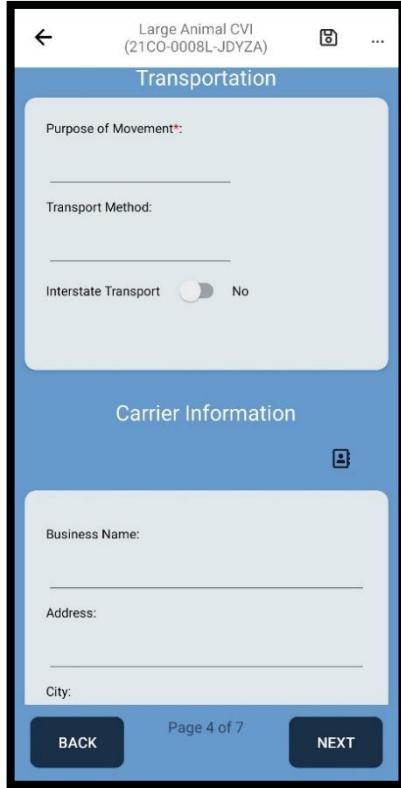 Large Animal CVI
(21CO-0008L-JDYZA)
...
Transportation
Purpose of Movement*:
Transport Method:
Interstate Transport No
Carrier Information
Business Name:
Address:
City:
BACK Page 4 of 7 NEXT